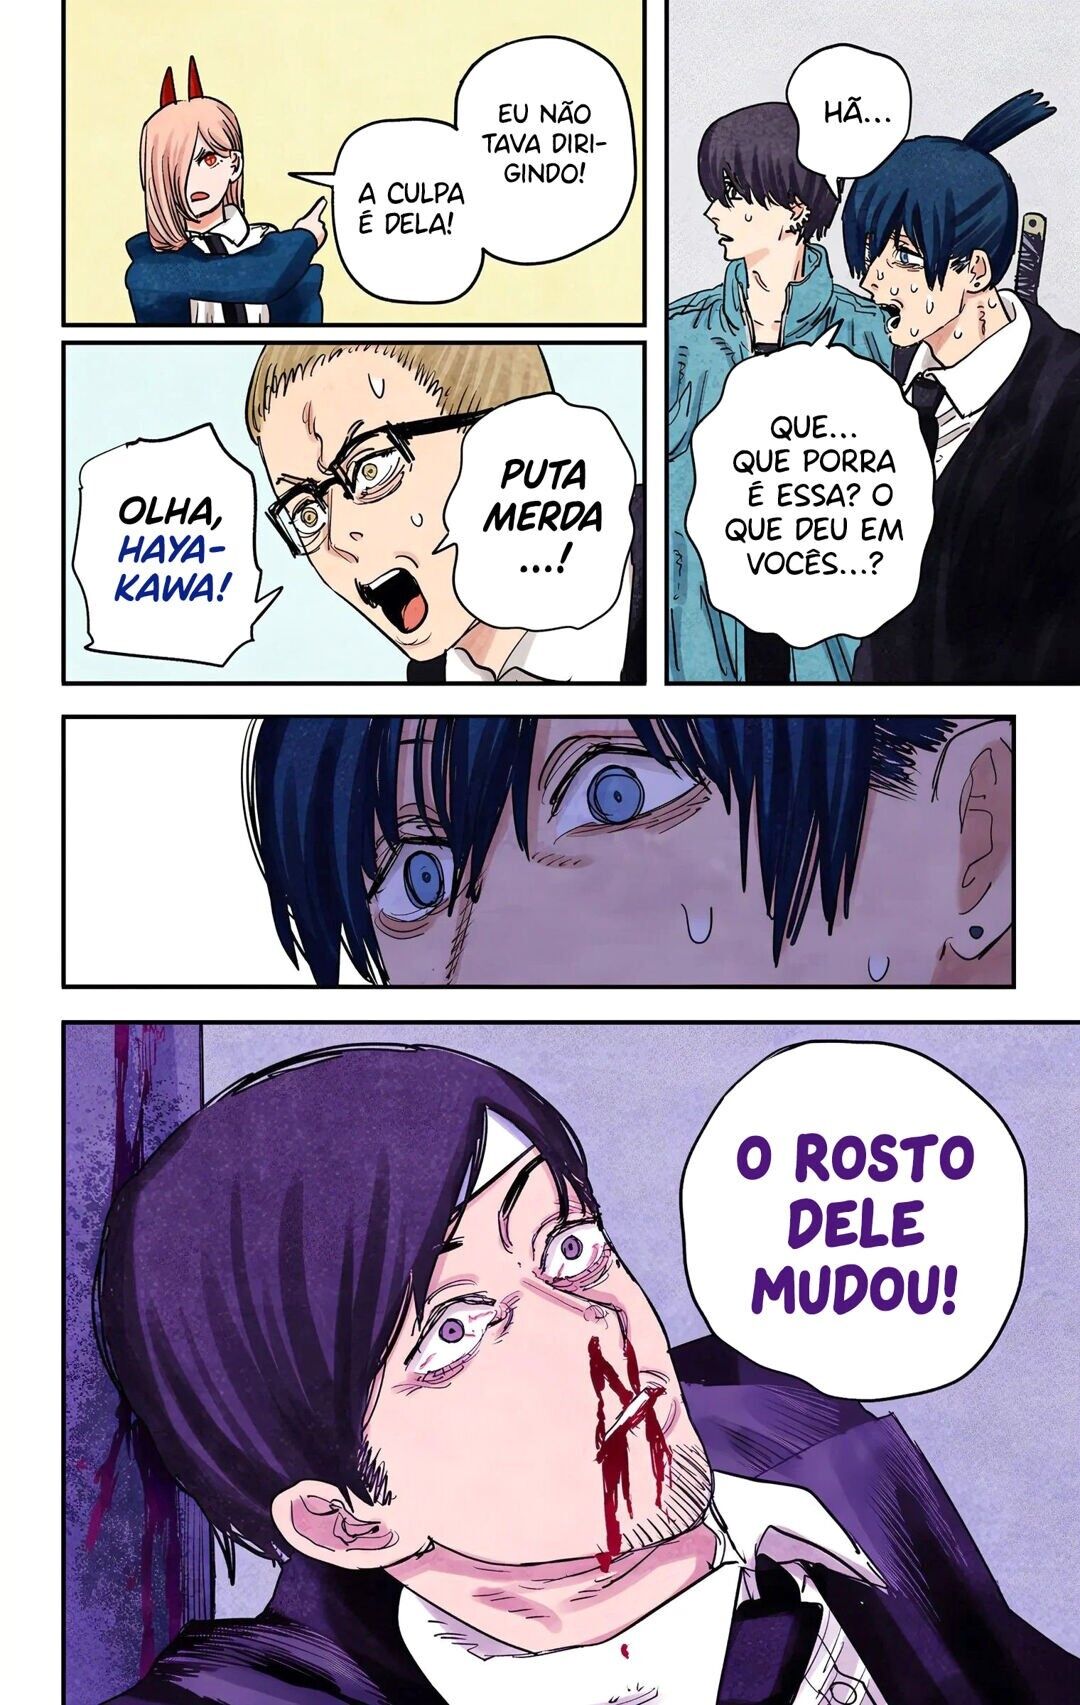 HÃ...
QUE...
QUE PORRA
É ESSA? O
QUE DEU EM
VOCÊS...?
EU NÃO
TAVA DIRI-
GINDO!
A CULPA
É DELA!
PUTA
MERDA
...!
OLHA,
HAYA-
KAWA!
O ROSTO
DELE
MUDOU!